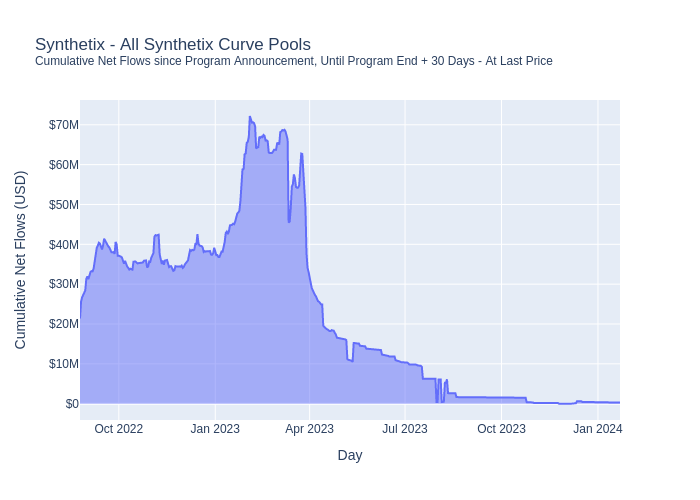 Synthetix - All Synthetix Curve Pools
Cumulative Net Flows since Program Announcement, Until Program End + 30 Days - At Last Price
Cumulative Net Flows (USD)
$70M
$60M
$50M
$40M
$30M
$20M
$10M
$0
Oct 2022 Jan 2023 Apr 2023 Jul 2023 Oct 2023 Jan 2024
Day